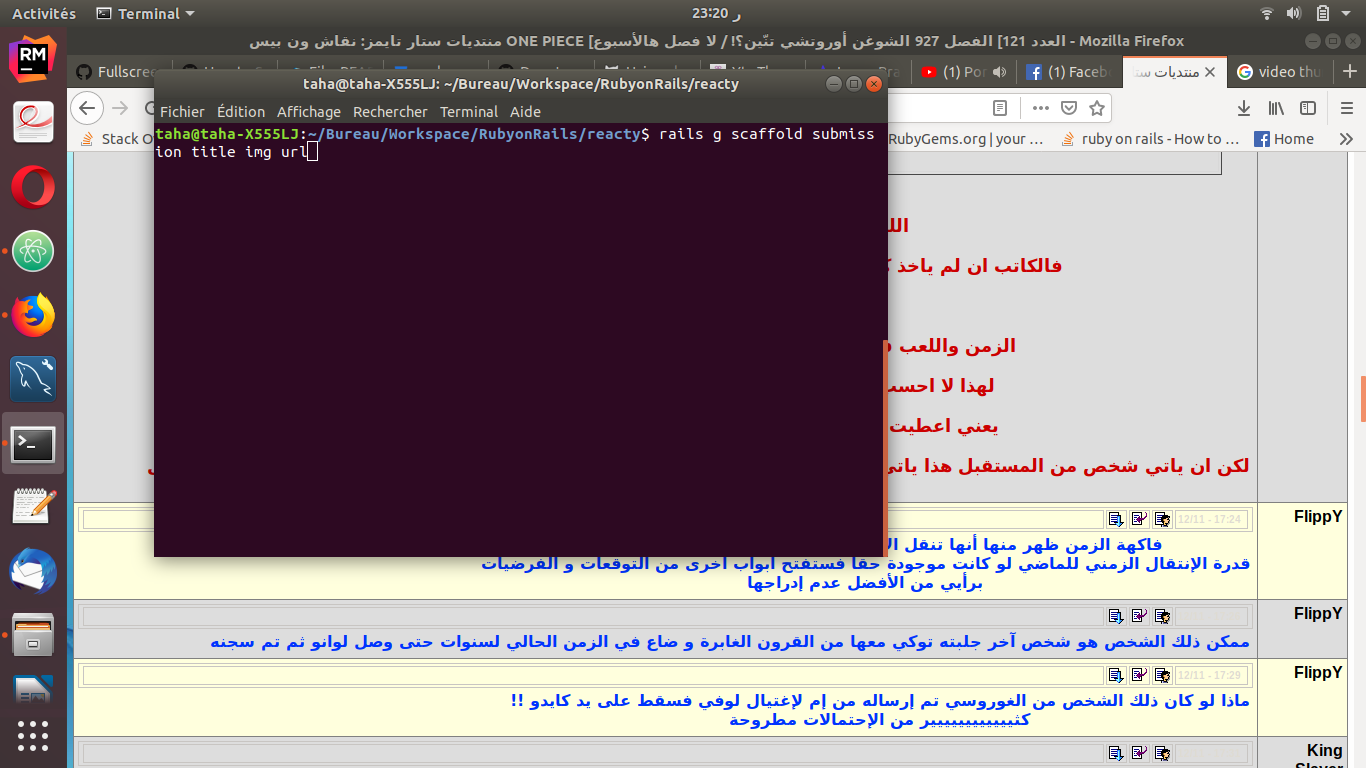 Activités
Terminal
23:20 ر
[العدد 121] الفصل 927 الشوغن أوروتشي تنّين؟! / لا فصل هالأسبوع ONE PIECE منتديات ستار تايمز: نقاش ون بيس - Mozilla Firefox
Fullscre
(1) Por
(1) Faceb
منتديات ست
video thu
taha@taha-X555LJ: ~/Bureau/Workspace/RubyonRails/reacty
Fichier Édition Affichage Rechercher Terminal Aide
taha@taha-X555LJ:~/Bureau/Workspace/RubyonRails/reacty$ rails g scaffold submiss
ion title img url
Stack O
RubyGems.org | your …
ruby on rails - How to …
Home
RM
الل
فالكاتب ان لم ياخذ
الزمن واللعب
لهذا لا احسب
يعني اعطيت
لكن ان ياتي شخص من المستقبل هذا ياتي
FlippY
12/11 - 17:24
فاكهة الزمن ظهر منها أنها تنقل
قدرة الإنتقال الزمني للماضي لو كانت موجودة حقا فستفتح أبواب أخرى من التوقعات و الفرضيات
برأيي من الأفضل عدم إدراجها
FlippY
ممكن ذلك الشخص هو شخص آخر جلبته توكي معها من القرون الغابرة و ضاع في الزمن الحالي لسنوات حتى وصل لوانو ثم تم سجنه
FlippY
12/11 - 17:29
ماذا لو كان ذلك الشخص من الغوروسي تم إرساله من إم لإغتيال لوفي فسقط على يد كايدو !!
كثييييييييييير من الإحتمالات مطروحة
King
Slayer